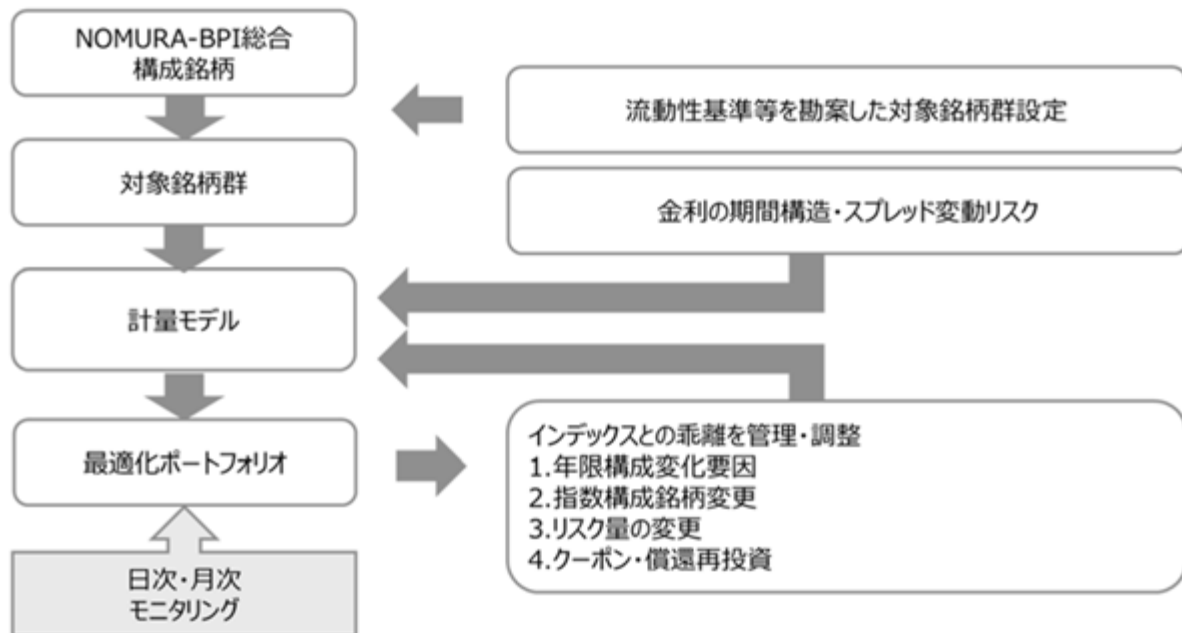 NOMURA-BPI総合
構成銘柄
流動性基準等を勘案した対象銘柄群設定
対象銘柄群
金利の期間構造・スプレッド変動リスク
計量モデル
最適化ポートフォリオ
インデックスとの乖離を管理・調整
1.年限構成変化要因
2.指数構成銘柄変更
3.リスク量の変更
4.クーポン・償還再投資
日次・月次
モニタリング